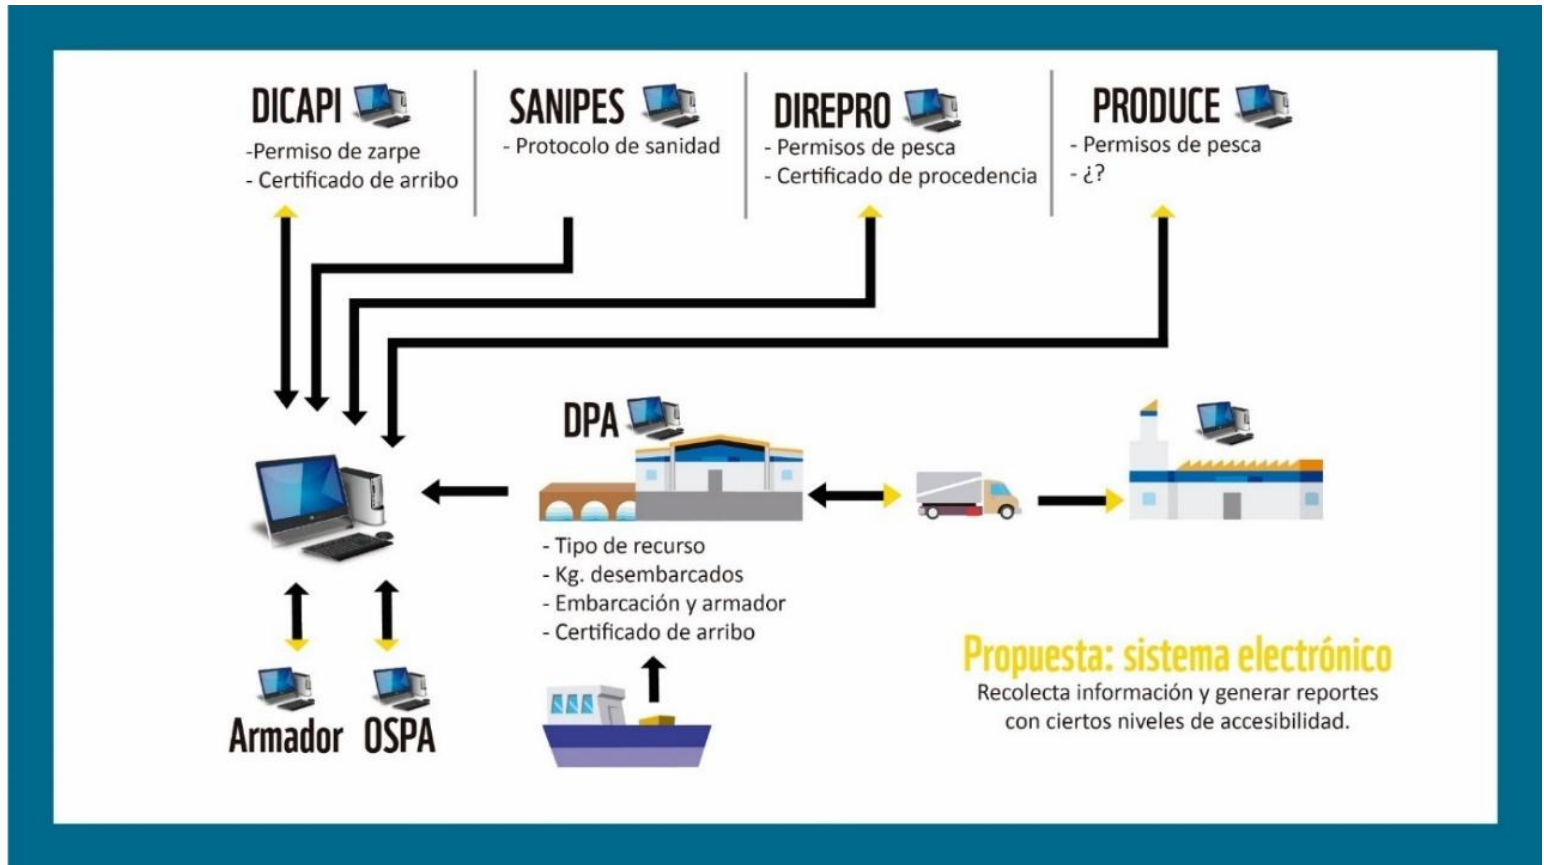 DICAPI
-Permiso de zarpe
- Certificado de arribo
SANIPES
- Protocolo de sanidad
DIREPRO
- Permisos de pesca
- Certificado de procedencia
PRODUCE
- Permisos de pesca
- ¿?
DPA
- Tipo de recurso
- Kg. desembarcados
- Embarcación y armador
- Certificado de arribo
Armador
OSPA
Propuesta: sistema electrónico
Recolecta información y generar reportes
con ciertos niveles de accesibilidad.